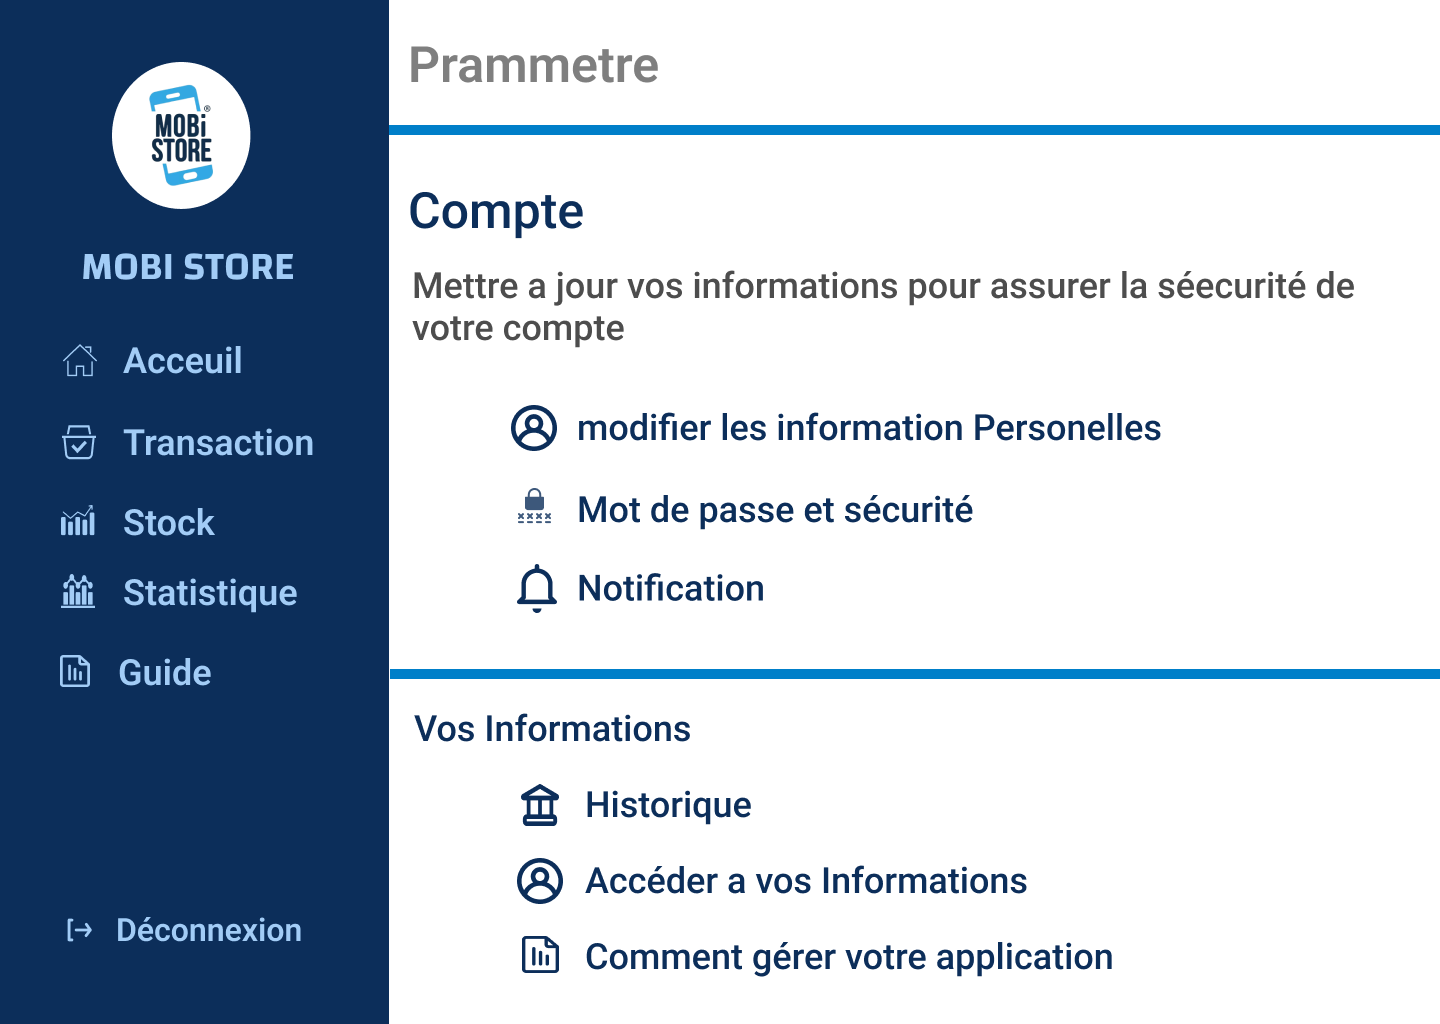 MOBi
STORE
®
MOBI STORE
Acceuil
Transaction
Stock
Statistique
Guide
Déconnexion
Prammetre
Compte
Mettre a jour vos informations pour assurer la séecurité de
votre compte
modifier les information Personelles
Mot de passe et sécurité
Notification
Vos Informations
Historique
Accéder a vos Informations
Comment gérer votre application